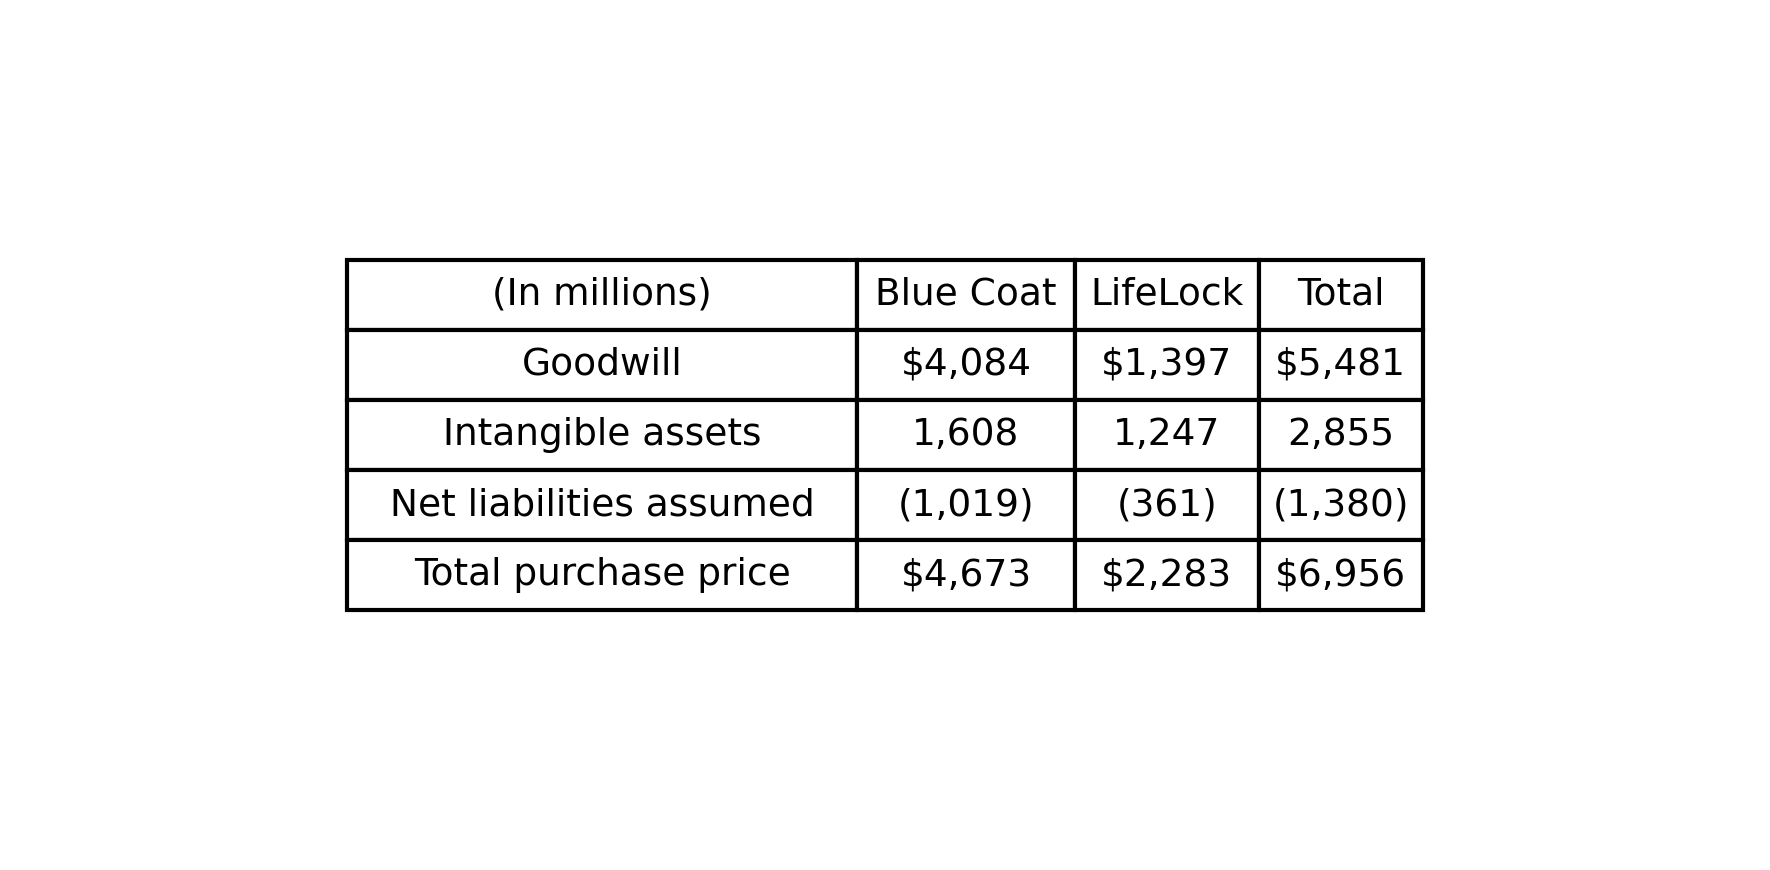 (In millions) Blue Coat LifeLock Total
Goodwill $4,084 $1,397 $5,481
Intangible assets 1,608 1,247 2,855
Net liabilities assumed (1,019) (361) (1,380)
Total purchase price $4,673 $2,283 $6,956